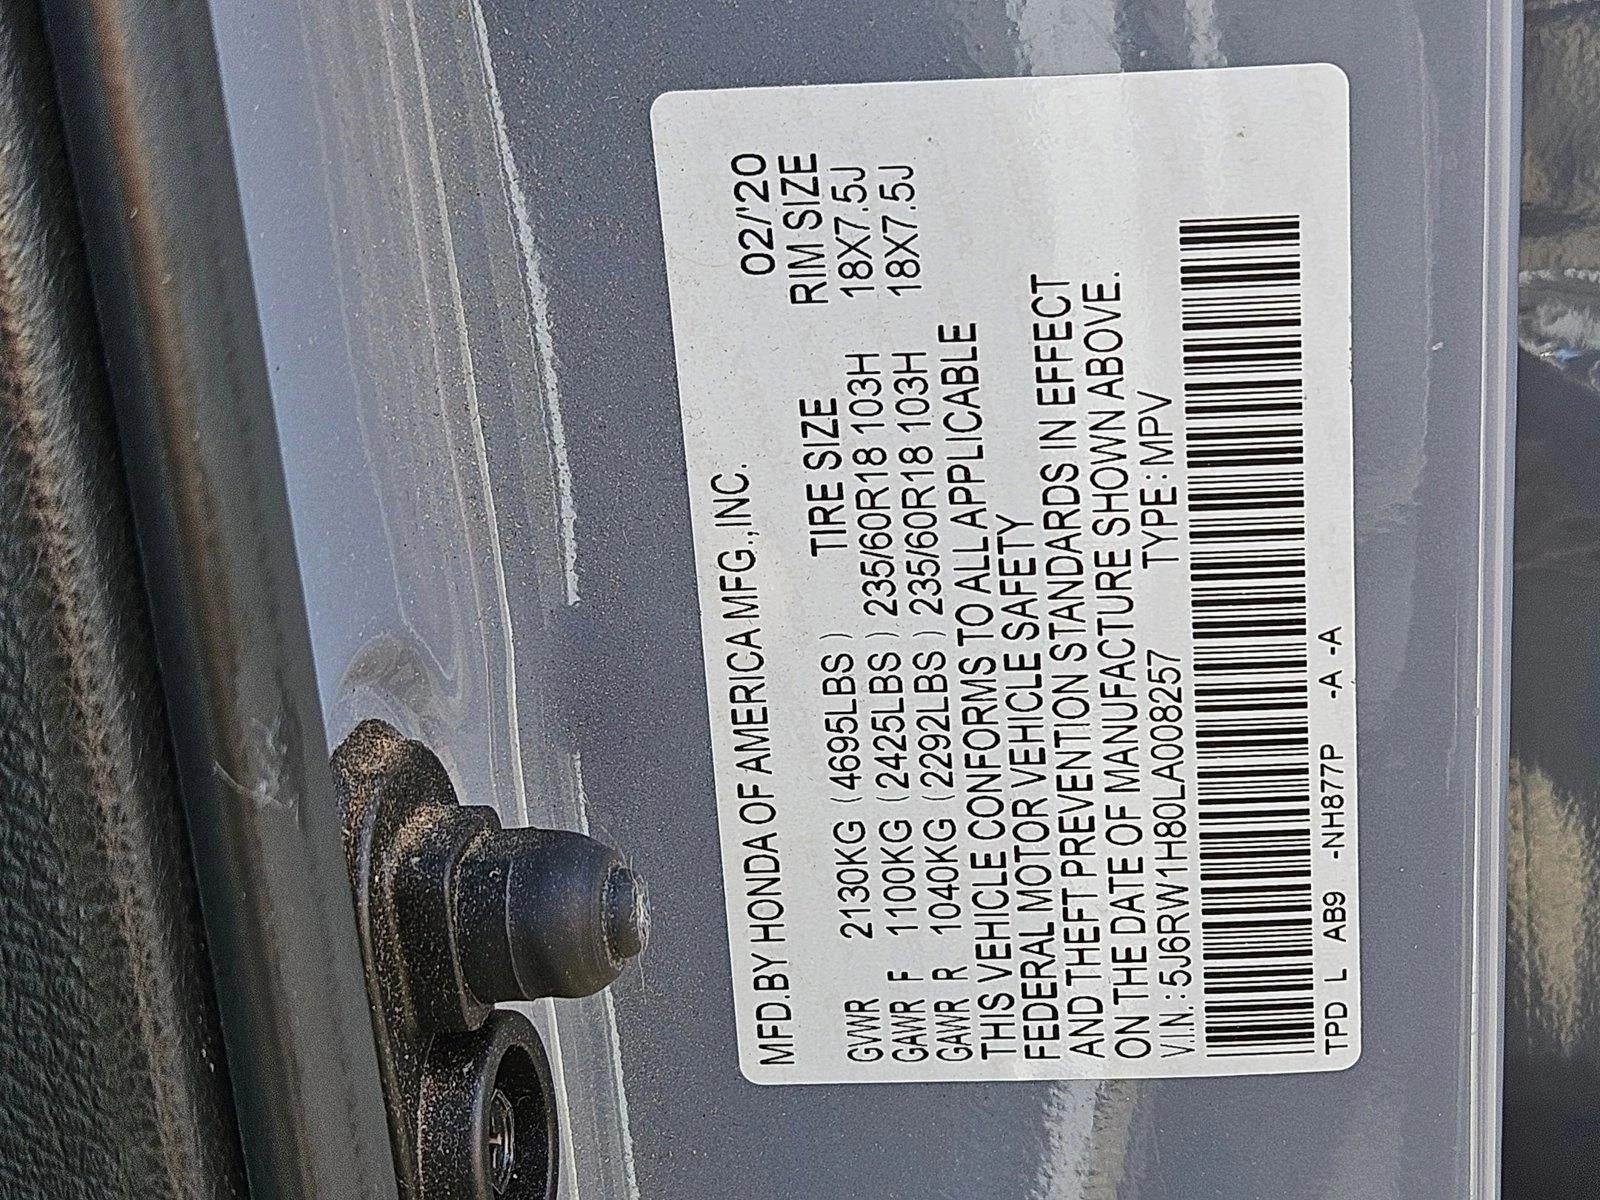 MFD.BY HONDA OF AMERICA MFG.,INC. 02/'20
TIRE SIZE RIM SIZE
GVWR 2130KG (4695LBS)
GAWR F 1100KG (2425LBS) 235/60R18 103H 18X7.5J
GAWR R 1040KG (2292LBS) 235/60R18 103H 18X7.5J
THIS VEHICLE CONFORMS TO ALL APPLICABLE
FEDERAL MOTOR VEHICLE SAFETY
AND THEFT PREVENTION STANDARDS IN EFFECT
ON THE DATE OF MANUFACTURE SHOWN ABOVE.
V.I.N.:5J6RW1H80LA008257 TYPE:MPV
TPD L AB9 -NH877P -A -A